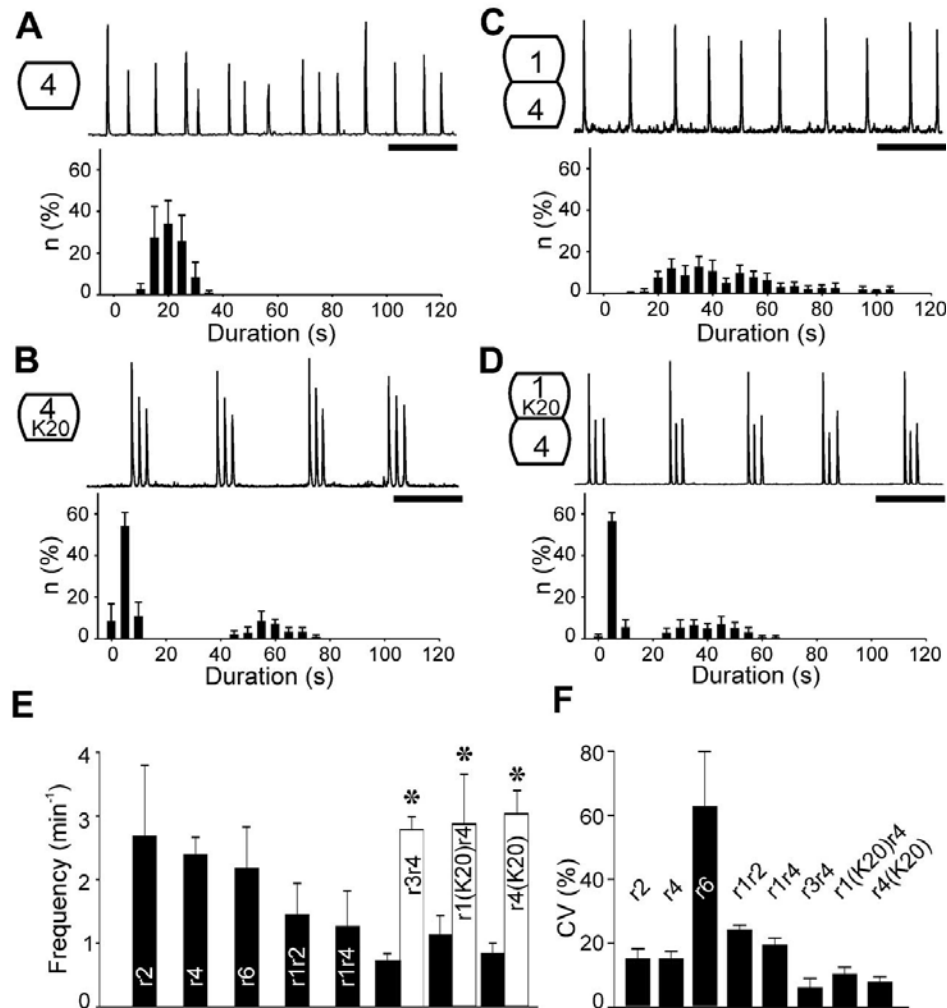 A
4
n (%)
60
40
20
0
0 20 40 60 80 100 120
Duration (s)
C
1
4
n (%)
60
40
20
0
0 20 40 60 80 100 120
Duration (s)
B
4
K20
n (%)
60
40
20
0
0 20 40 60 80 100 120
Duration (s)
D
1
K20
4
n (%)
60
40
20
0
0 20 40 60 80 100 120
Duration (s)
E
Frequency (min⁻¹)
4
3
2
1
0
r2
r4
r6
r1r2
r1r4
* r3r4
* r1(K20)r4
* r4(K20)
F
CV (%)
80
60
40
20
0
r2
r4
r6
r1r2
r1r4
r3r4
r1(K20)r4
r4(K20)